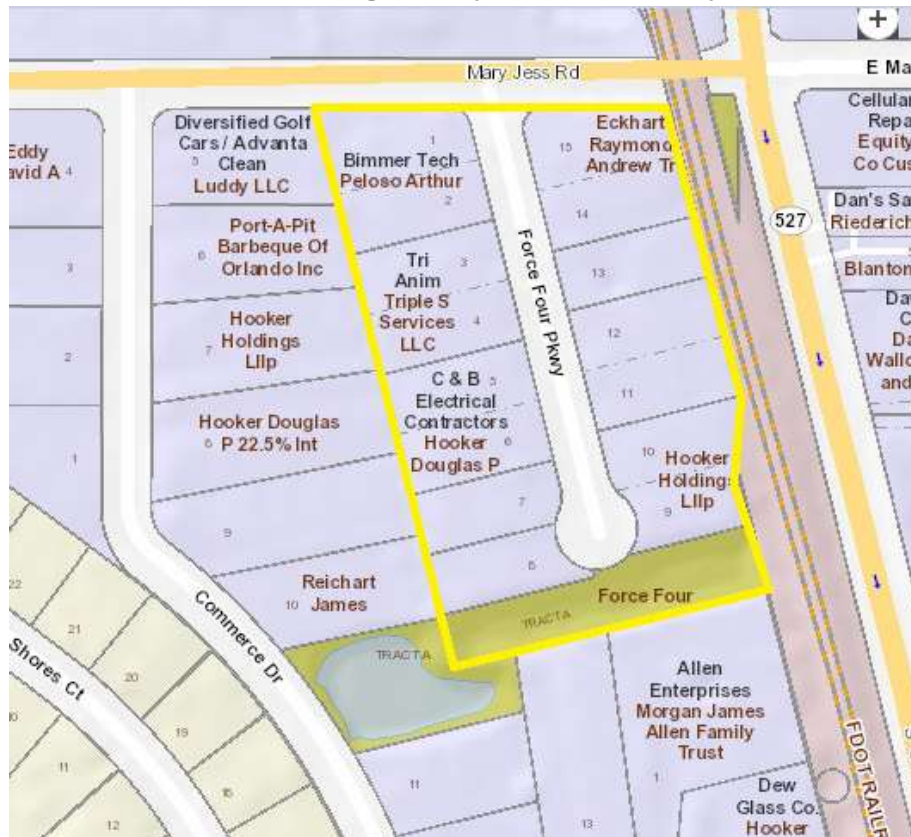 Mary Jess Rd
E Ma
Diversified Golf
Cars / Advanta
5
Clean
Luddy LLC
Eddy
avid A 4
3
2
1
Port-A-Pit
Barbeque Of
6
Orlando Inc
Hooker
Holdings
7
Lllp
Hooker Douglas
6 P 22.5% Int
9
Reichart
10 James
1
Bimmer Tech
Peloso Arthur
2
Tri
3
Anim
Triple S
Services 4
LLC
C & B 5
Electrical
Contractors
Hooker 6
Douglas P
7
8
Force Four Pkwy
Eckhart
15 Raymond
Andrew Tr
14
13
12
11
10 Hooker
Holdings
9 Lllp
Force Four
TRACT A
TRACT A
527
Cellular
Repa
Equity
Co Cus
Dan's Sa
Riederich
Blanton
Da
C
Da
Wallo
and
Allen
Enterprises
Morgan James
Allen Family
Trust
1
Dew
Glass Co.
Hooker
FDOT RAILF
Commerce Dr
Shores Ct
22
21
20
19
11
12
11
13